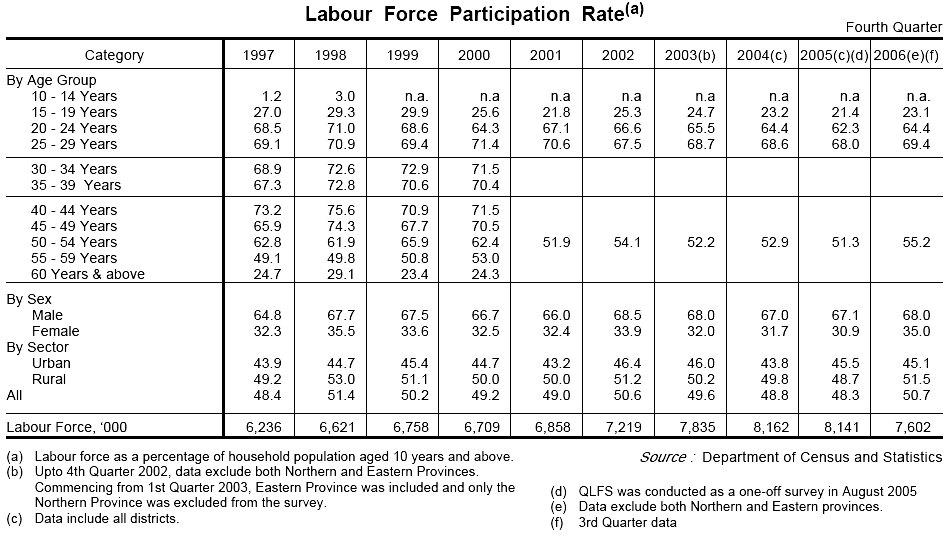 Labour Force Participation Rate(a)
Fourth Quarter
Category 1997 1998 1999 2000 2001 2002 2003(b) 2004(c) 2005(c)(d) 2006(e)(f)
By Age Group
10 - 14 Years 1.2 3.0 n.a. n.a n.a n.a n.a n.a n.a n.a.
15 - 19 Years 27.0 29.3 29.9 25.6 21.8 25.3 24.7 23.2 21.4 23.1
20 - 24 Years 68.5 71.0 68.6 64.3 67.1 66.6 65.5 64.4 62.3 64.4
25 - 29 Years 69.1 70.9 69.4 71.4 70.6 67.5 68.7 68.6 68.0 69.4
30 - 34 Years 68.9 72.6 72.9 71.5
35 - 39 Years 67.3 72.8 70.6 70.4
40 - 44 Years 73.2 75.6 70.9 71.5
45 - 49 Years 65.9 74.3 67.7 70.5
50 - 54 Years 62.8 61.9 65.9 62.4 51.9 54.1 52.2 52.9 51.3 55.2
55 - 59 Years 49.1 49.8 50.8 53.0
60 Years & above 24.7 29.1 23.4 24.3
By Sex
Male 64.8 67.7 67.5 66.7 66.0 68.5 68.0 67.0 67.1 68.0
Female 32.3 35.5 33.6 32.5 32.4 33.9 32.0 31.7 30.9 35.0
By Sector
Urban 43.9 44.7 45.4 44.7 43.2 46.4 46.0 43.8 45.5 45.1
Rural 49.2 53.0 51.1 50.0 50.0 51.2 50.2 49.8 48.7 51.5
All 48.4 51.4 50.2 49.2 49.0 50.6 49.6 48.8 48.3 50.7
Labour Force, ‘000 6,236 6,621 6,758 6,709 6,858 7,219 7,835 8,162 8,141 7,602
(a) Labour force as a percentage of household population aged 10 years and above.
(b) Upto 4th Quarter 2002, data exclude both Northern and Eastern Provinces.
Commencing from 1st Quarter 2003, Eastern Province was included and only the
Northern Province was excluded from the survey.
(c) Data include all districts.
Source : Department of Census and Statistics
(d) QLFS was conducted as a one-off survey in August 2005
(e) Data exclude both Northern and Eastern provinces.
(f) 3rd Quarter data